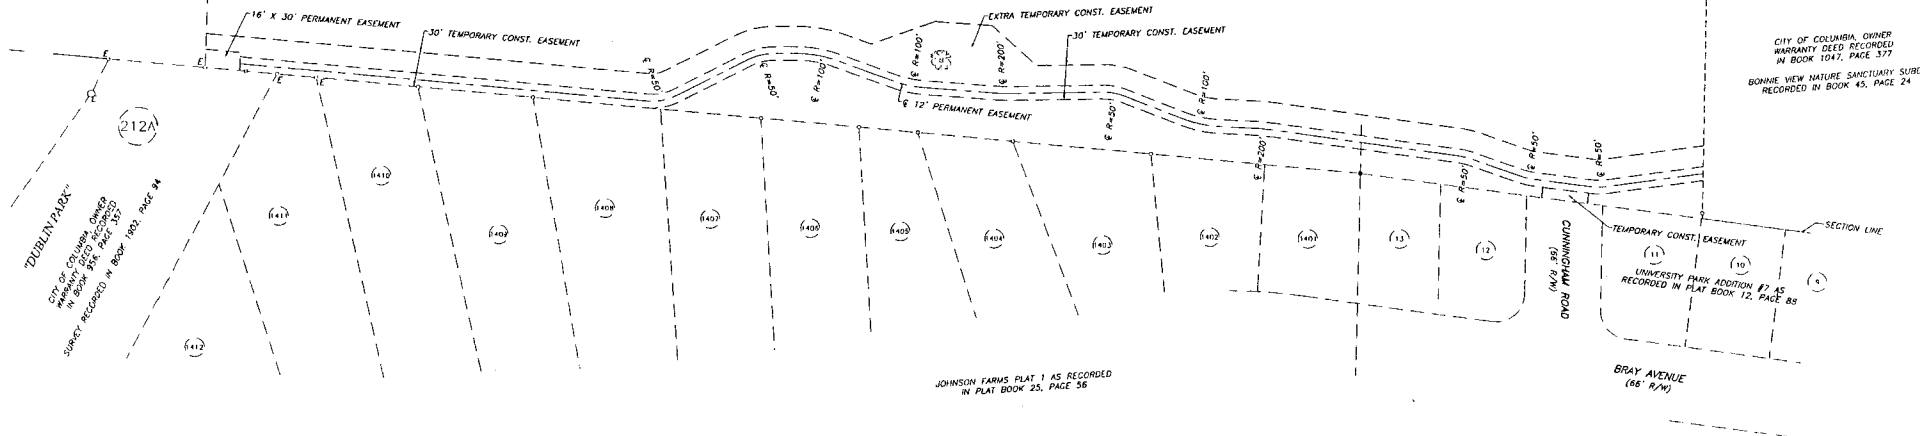 16' X 30' PERMANENT EASEMENT
30' TEMPORARY CONST. EASEMENT
EXTRA TEMPORARY CONST. EASEMENT
30' TEMPORARY CONST. EASEMENT
CITY OF COLUMBIA, OWNER
WARRANTY DEED RECORDED
IN BOOK 1047, PAGE 377
BONNIE VIEW NATURE SANCTUARY SUBD
RECORDED IN BOOK 45, PAGE 24
E
E
E
E
E
℄ R=50'
℄ R=50'
℄ R=100'
℄ R=100'
℄ R=200'
℄ 12' PERMANENT EASEMENT
℄ R=50'
℄ R=100'
℄ R=200'
℄ R=50'
℄ R=50'
℄ R=50'
212A
"DUBLIN PARK"
CITY OF COLUMBIA, OWNER
WARRANTY DEED RECORDED
IN BOOK 956, PAGE 357
SURVEY RECORDED IN BOOK 1902, PAGE 94
1412
1411
1410
1409
1408
1407
1406
1405
1404
1403
1402
1401
13
12
CUNNINGHAM ROAD
(66' R/W)
TEMPORARY CONST. EASEMENT
SECTION LINE
11
10
9
UNIVERSITY PARK ADDITION #7 AS
RECORDED IN PLAT BOOK 12, PAGE 88
JOHNSON FARMS PLAT 1 AS RECORDED
IN PLAT BOOK 25, PAGE 56
BRAY AVENUE
(66' R/W)